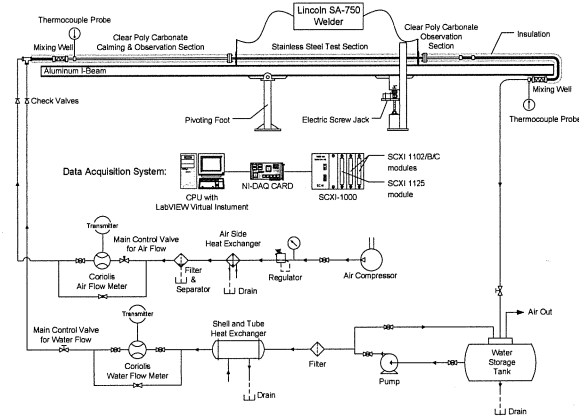 Lincoln SA-750
Welder
Thermocouple Probe
Mixing Well
Clear Poly Carbonate
Calming & Observation Section
Stainless Steel Test Section
Clear Poly Carbonate
Observation
Section
Insulation
Aluminum I-Beam
Mixing
Well
Check Valves
Thermocouple Probe
Pivoting Foot
Electric Screw Jack
Data Acquisition System:
CPU with
LabVIEW Virtual Instument
NI-DAQ CARD
SCXI-1000
SCXI 1102/B/C
modules
SCXI 1125
module
Transmitter
Main Control Valve
for Air Flow
Coriolis
Air Flow Meter
Filter
&
Separator
Air Side
Heat Exchanger
Drain
Regulator
Air Compressor
Transmitter
Main Control Valve
for Water Flow
Coriolis
Water Flow Meter
Shell and Tube
Heat Exchanger
Drain
Filter
Pump
Air Out
Water
Storage
Tank
Drain